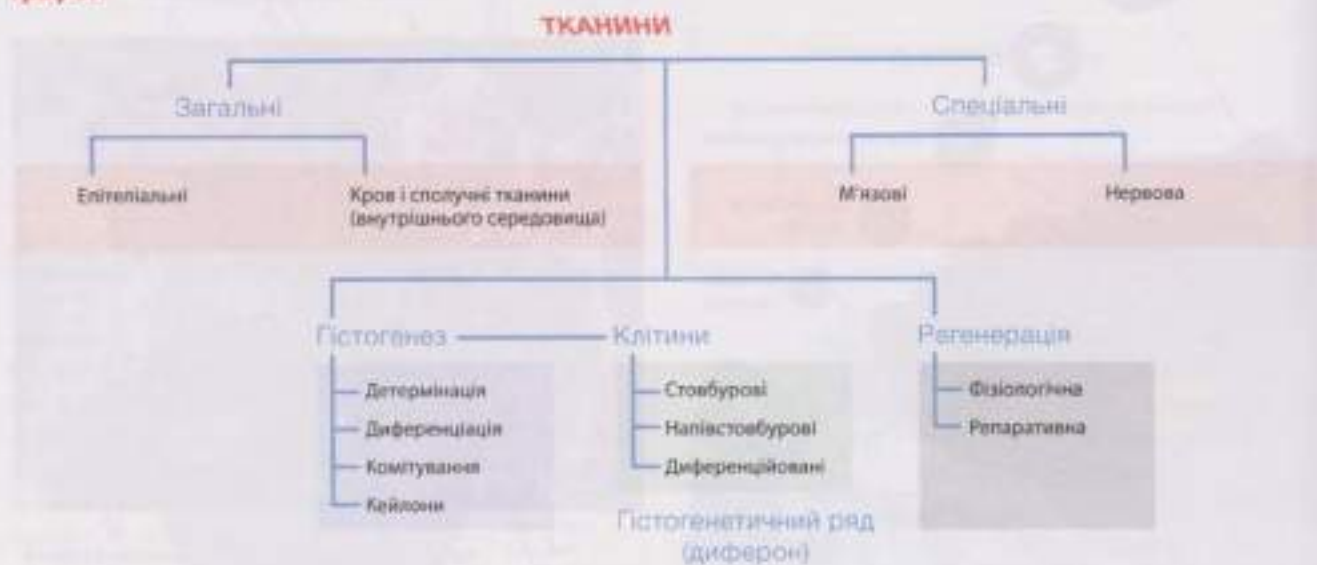 ТКАНИНИ
Загальні
Спеціальні
Епітеліальні
Кров і сполучні тканини
(внутрішнього середовища)
М'язові
Нервова
Гістогенез
Клітини
Регенерація
Детермінація
Диференціація
Комітування
Кейлони
Стовбурові
Напівстовбурові
Диференційовані
Фізіологічна
Репаративна
Гістогенетичний ряд
(диферон)